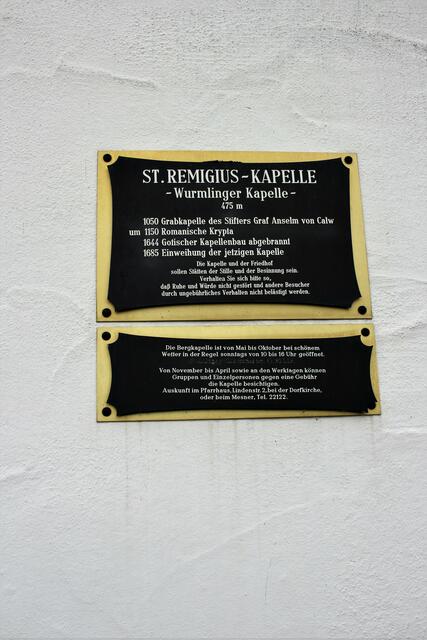 ST. REMIGIUS - KAPELLE
- Wurmlinger Kapelle -
475 m
1050 Grabkapelle des Stifters Graf Anselm von Calw
um 1150 Romanische Krypta
1644 Gotischer Kapellenbau abgebrannt
1685 Einweihung der jetzigen Kapelle
Die Kapelle und der Friedhof
sollen Stätten der Stille und der Besinnung sein.
Verhalten Sie sich bitte so,
daß Ruhe und Würde nicht gestört und andere Besucher
durch ungebührliches Verhalten nicht belästigt werden.
Die Bergkapelle ist von Mai bis Oktober bei schönem
Wetter in der Regel sonntags von 10 bis 16 Uhr geöffnet.
Von November bis April sowie an den Werktagen können
Gruppen und Einzelpersonen gegen eine Gebühr
die Kapelle besichtigen.
Auskunft im Pfarrhaus, Lindenstr. 2, bei der Dorfkirche,
oder beim Mesner, Tel. 22122.